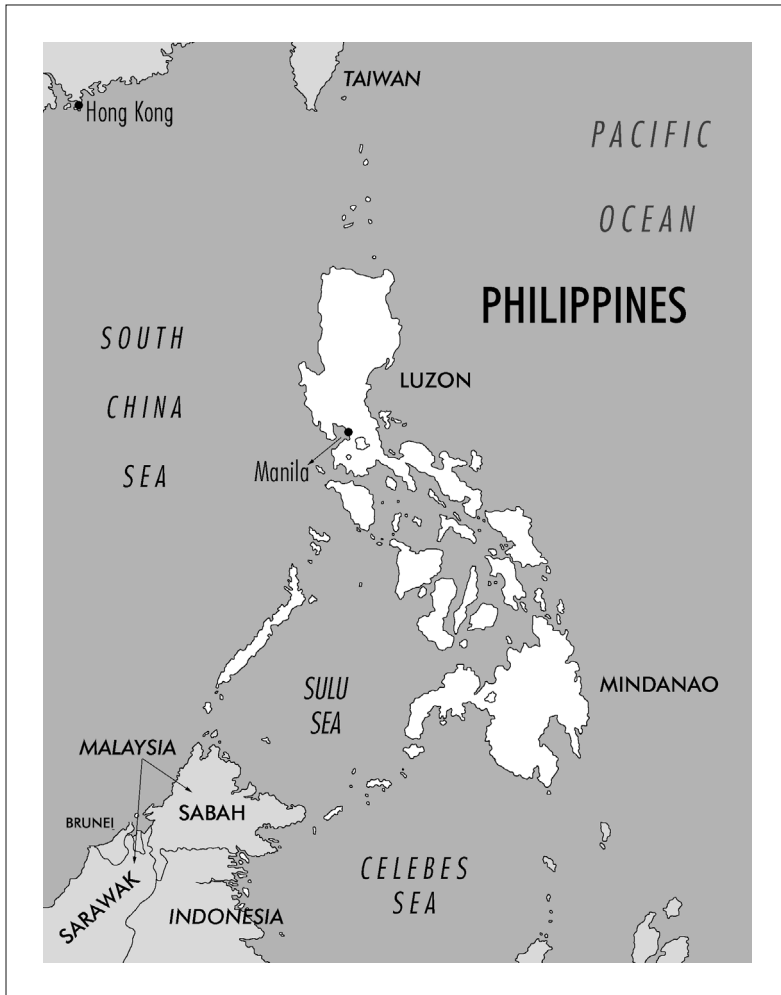 TAIWAN
Hong Kong
PACIFIC
OCEAN
PHILIPPINES
SOUTH
CHINA
SEA
LUZON
Manila
SULU
SEA
MINDANAO
MALAYSIA
SABAH
BRUNEI
SARAWAK
INDONESIA
CELEBES
SEA